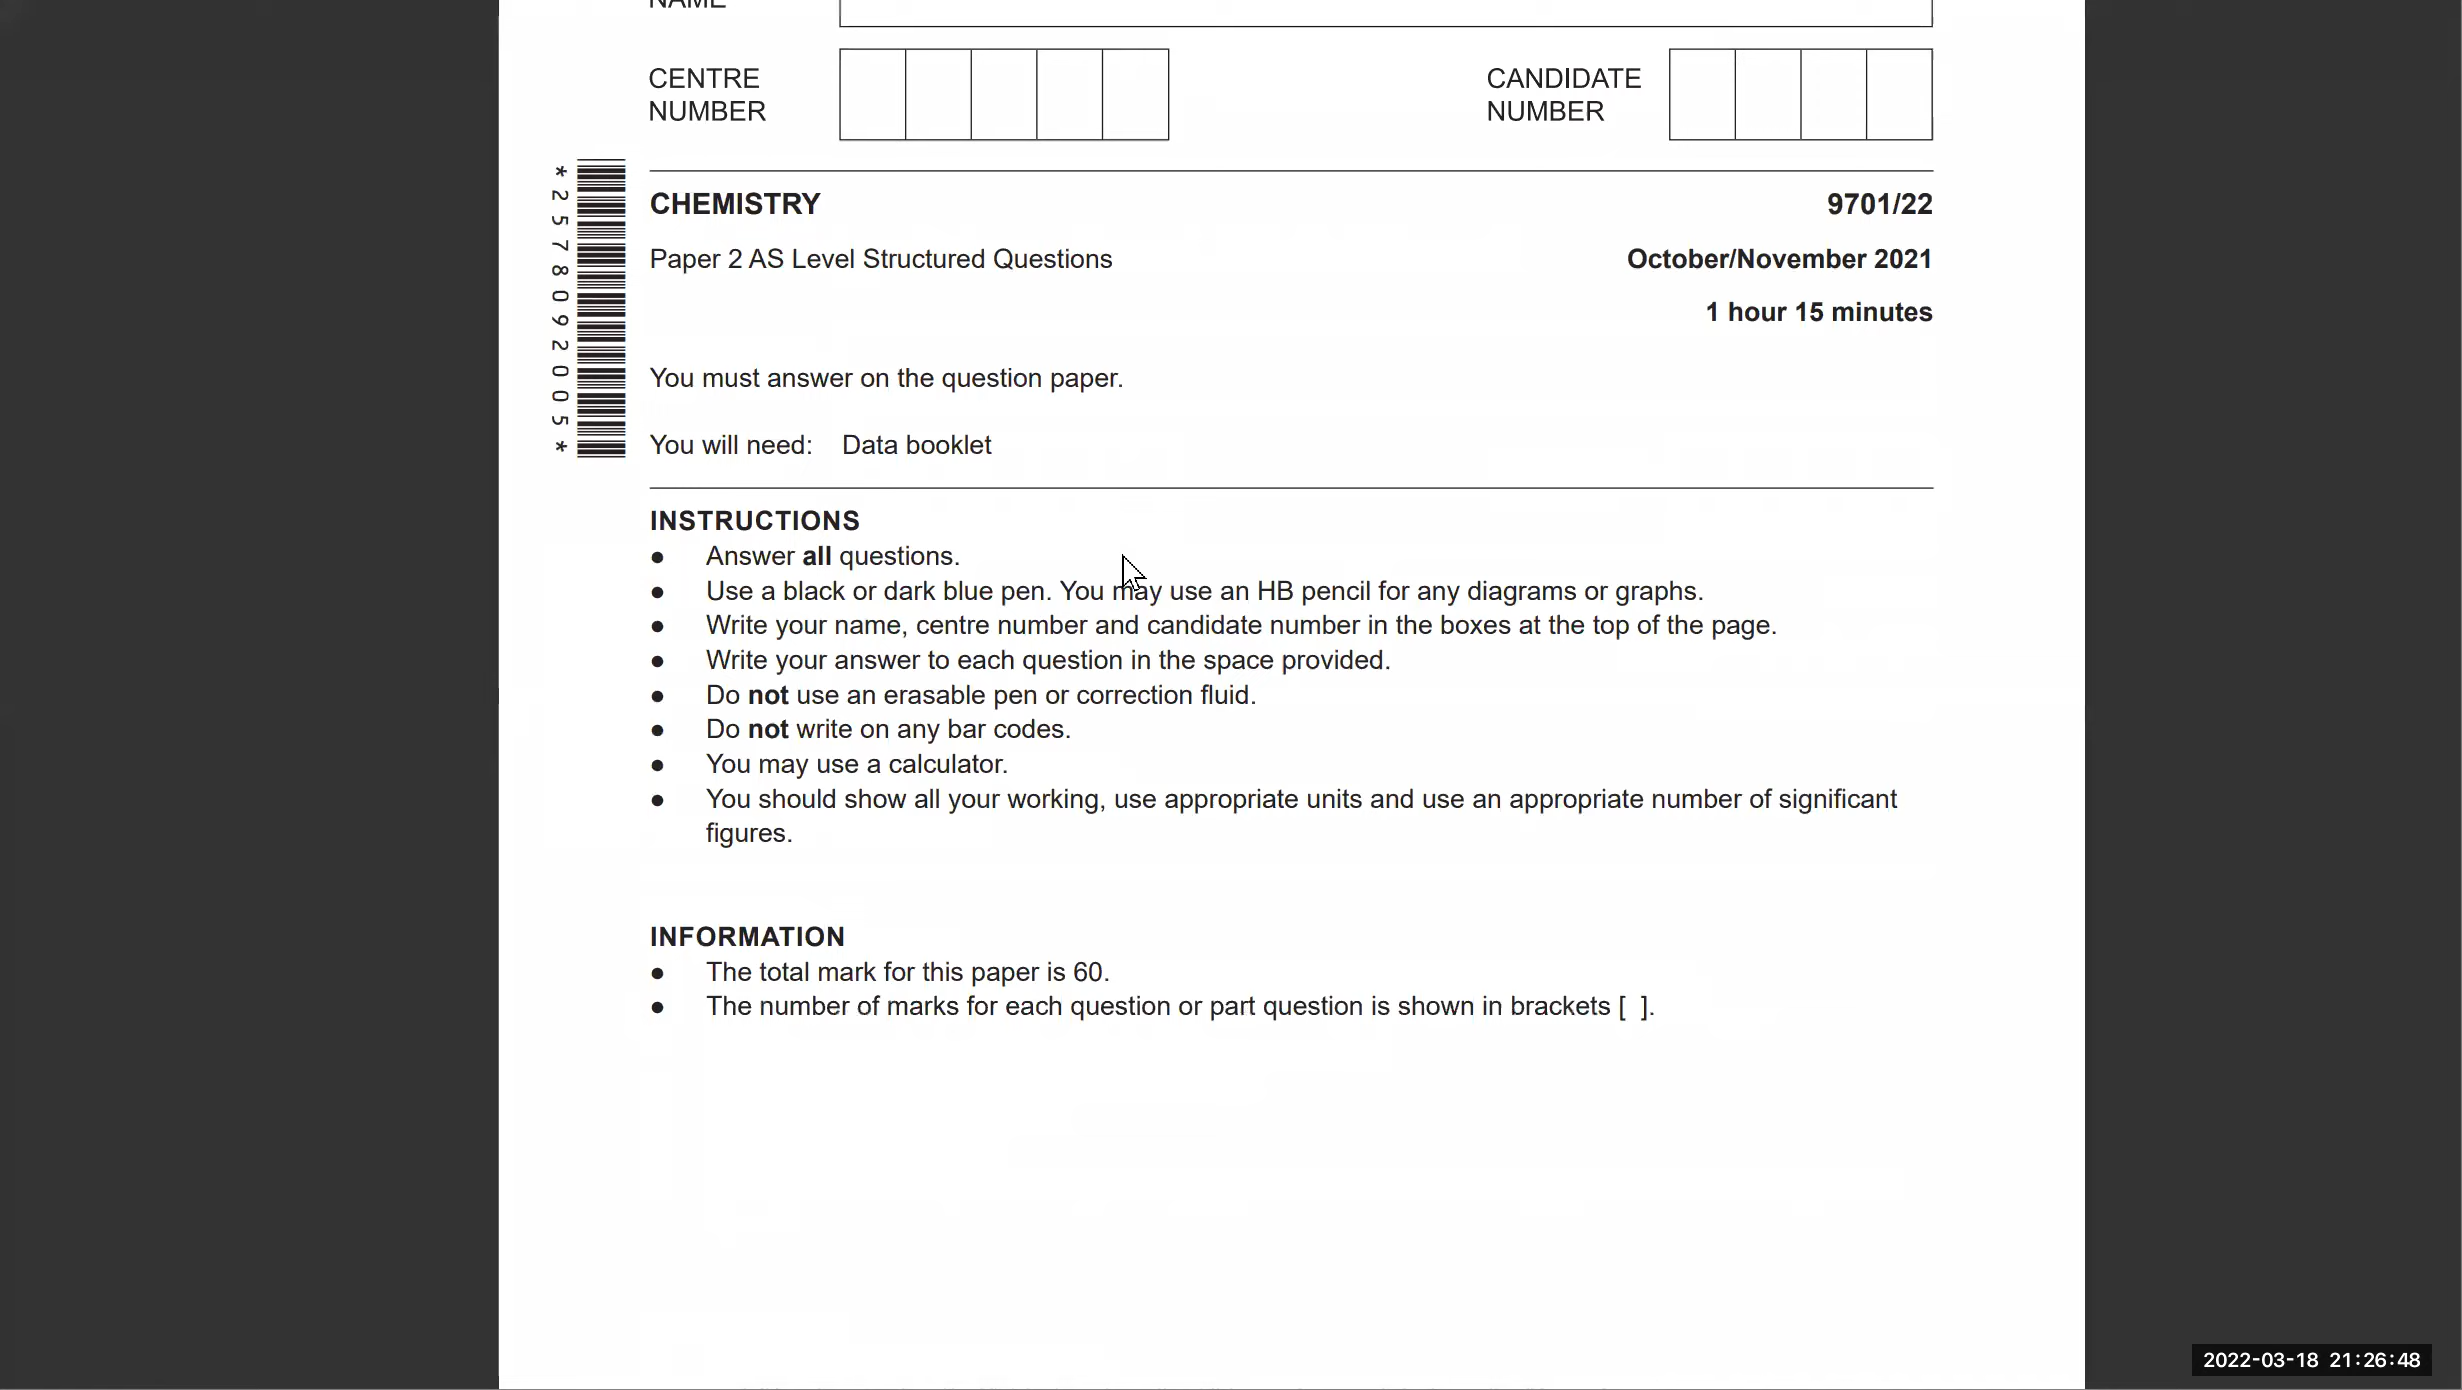 NAME
CENTRE
NUMBER
CANDIDATE
NUMBER
*2578092005*
CHEMISTRY 9701/22
Paper 2 AS Level Structured Questions October/November 2021
1 hour 15 minutes
You must answer on the question paper.
You will need: Data booklet
INSTRUCTIONS
● Answer all questions.
● Use a black or dark blue pen. You may use an HB pencil for any diagrams or graphs.
● Write your name, centre number and candidate number in the boxes at the top of the page.
● Write your answer to each question in the space provided.
● Do not use an erasable pen or correction fluid.
● Do not write on any bar codes.
● You may use a calculator.
● You should show all your working, use appropriate units and use an appropriate number of significant
figures.
INFORMATION
● The total mark for this paper is 60.
● The number of marks for each question or part question is shown in brackets [ ].
2022-03-18 21:26:48